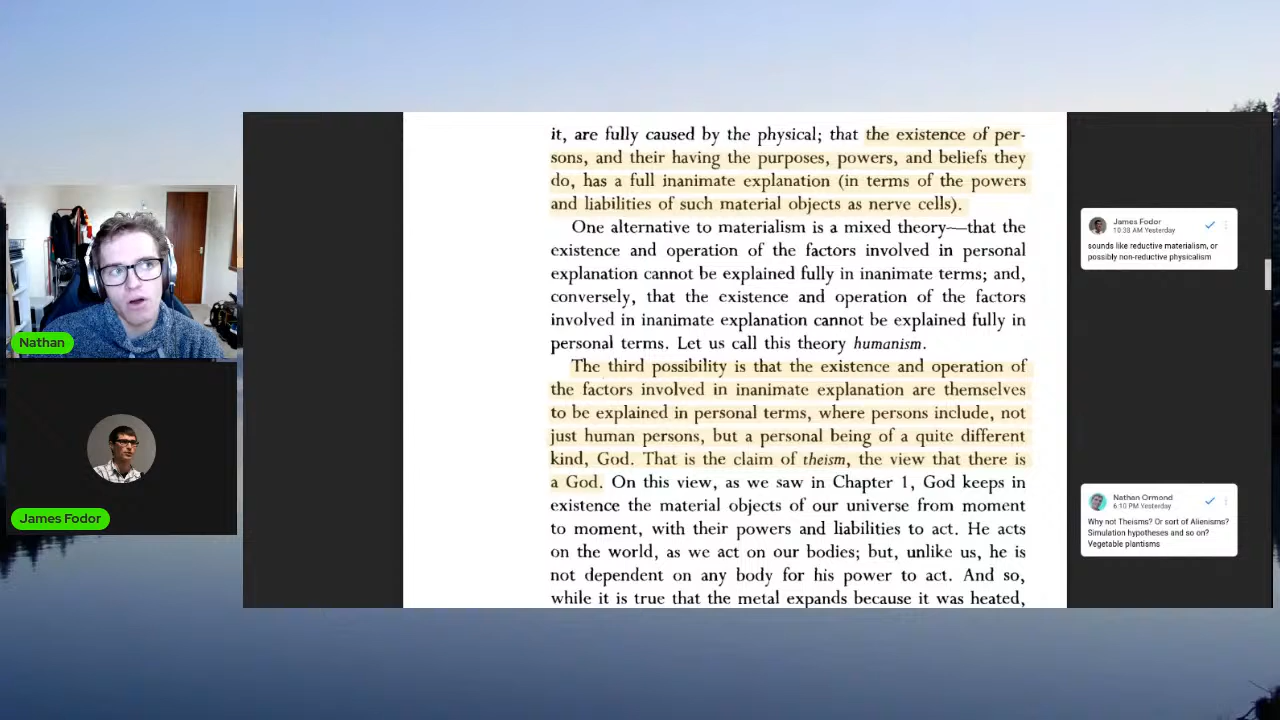 it, are fully caused by the physical; that the existence of per-
sons, and their having the purposes, powers, and beliefs they
do, has a full inanimate explanation (in terms of the powers
and liabilities of such material objects as nerve cells).
One alternative to materialism is a mixed theory—that the
existence and operation of the factors involved in personal
explanation cannot be explained fully in inanimate terms; and,
conversely, that the existence and operation of the factors
involved in inanimate explanation cannot be explained fully in
personal terms. Let us call this theory humanism.
The third possibility is that the existence and operation of
the factors involved in inanimate explanation are themselves
to be explained in personal terms, where persons include, not
just human persons, but a personal being of a quite different
kind, God. That is the claim of theism, the view that there is
a God. On this view, as we saw in Chapter 1, God keeps in
existence the material objects of our universe from moment
to moment, with their powers and liabilities to act. He acts
on the world, as we act on our bodies; but, unlike us, he is
not dependent on any body for his power to act. And so,
while it is true that the metal expands because it was heated,
James Fodor
10:38 AM Yesterday
sounds like reductive materialism, or
possibly non-reductive physicalism
Nathan Ormond
6:10 PM Yesterday
Why not Theisms? Or sort of Alienisms?
Simulation hypotheses and so on?
Vegetable plantisms
Nathan
James Fodor